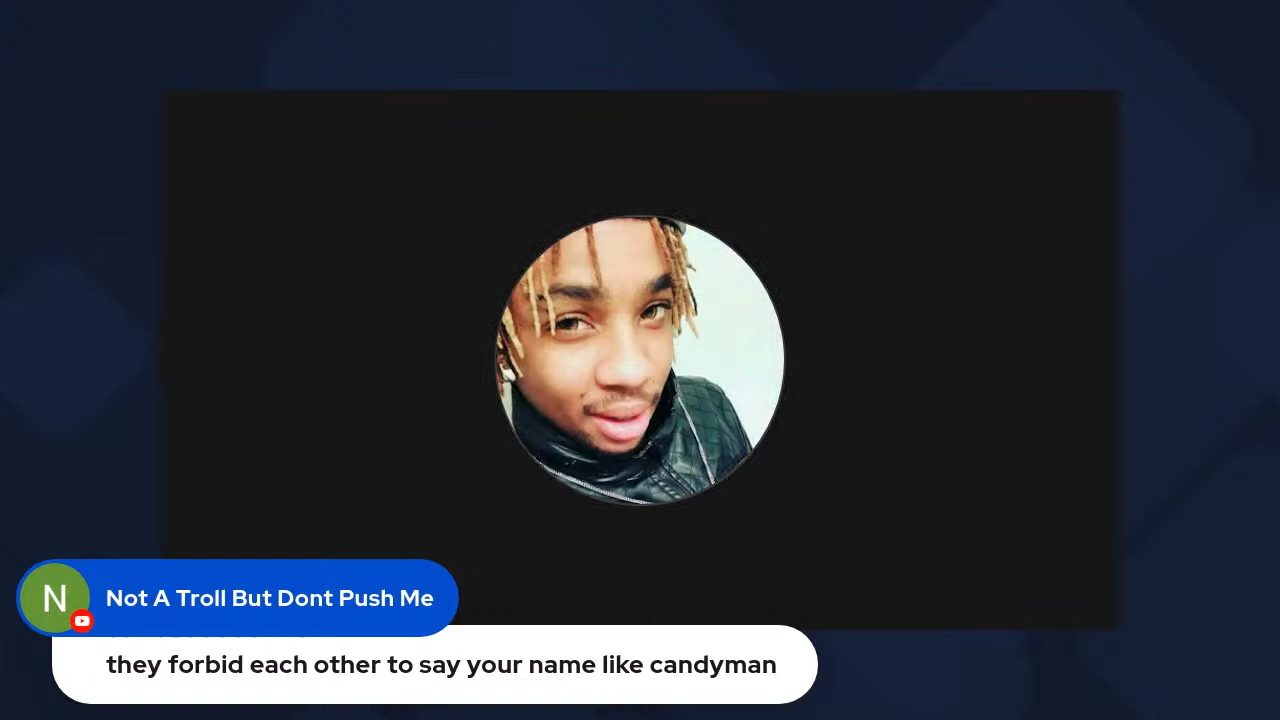 N
Not A Troll But Dont Push Me
they forbid each other to say your name like candyman